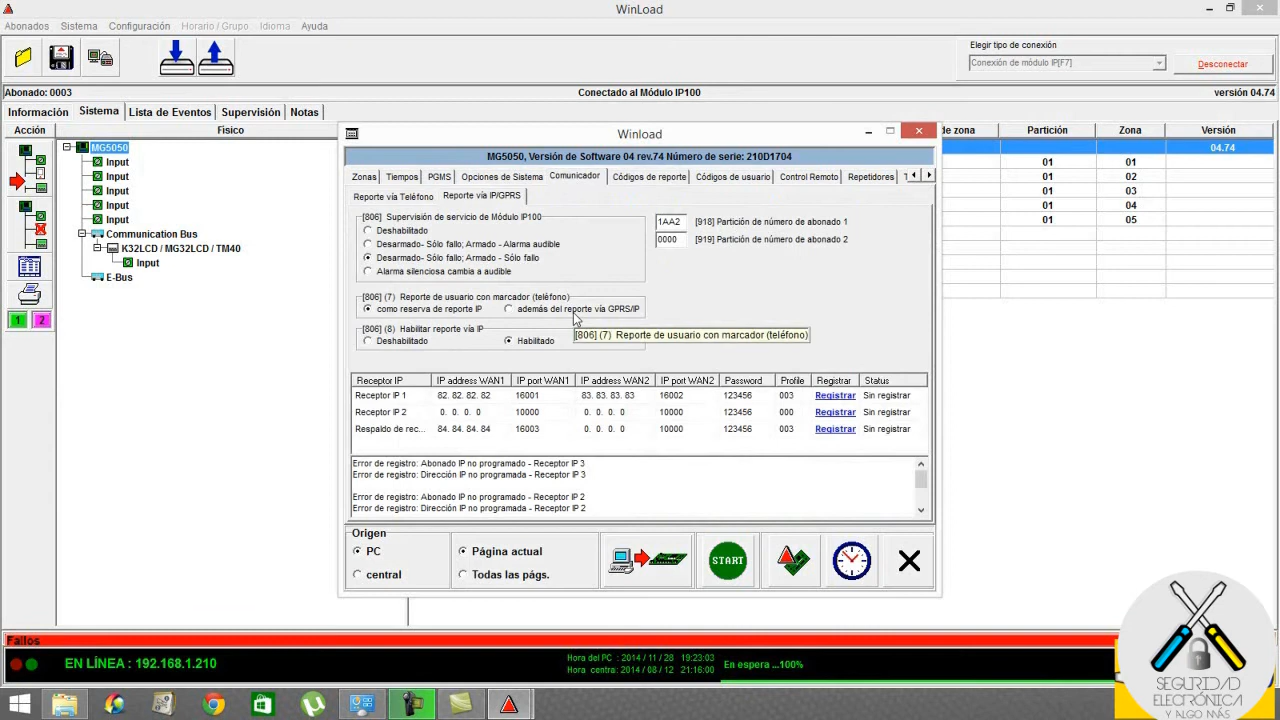 WinLoad
Abonados Sistema Configuración Horario / Grupo Idioma Ayuda
Elegir tipo de conexión
Conexión de módulo IP[F7]
Desconectar
Abonado: 0003
Conectado al Módulo IP100
versión 04.74
Información Sistema Lista de Eventos Supervisión Notas
Acción
Físico
de zona
Partición
Zona
Versión
MG5050
04.74
Input
01 01
Input
01 02
Input
01 03
Input
01 04
Input
01 05
Communication Bus
K32LCD / MG32LCD / TM40
Input
E-Bus
1 2
Winload
MG5050, Versión de Software 04 rev.74 Número de serie: 210D1704
Zonas Tiempos PGMS Opciones de Sistema Comunicador Códigos de reporte Códigos de usuario Control Remoto Repetidores
Reporte vía Teléfono Reporte vía IP/GPRS
[806] Supervisión de servicio de Módulo IP100
Deshabilitado
Desarmado- Sólo fallo; Armado - Alarma audible
Desarmado- Sólo fallo; Armado - Sólo fallo
Alarma silenciosa cambia a audible
1AA2 [918] Partición de número de abonado 1
0000 [919] Partición de número de abonado 2
[806] (7) Reporte de usuario con marcador (teléfono)
como reserva de reporte IP
además del reporte vía GPRS/IP
[806] (8) Habilitar reporte vía IP
Deshabilitado
Habilitado
[806] (7) Reporte de usuario con marcador (teléfono)
Receptor IP IP address WAN1 IP port WAN1 IP address WAN2 IP port WAN2 Password Profile Registrar Status
Receptor IP 1 82. 82. 82. 82 16001 83. 83. 83. 83 16002 123456 003 Registrar Sin registrar
Receptor IP 2 0. 0. 0. 0 10000 0. 0. 0. 0 10000 123456 000 Registrar Sin registrar
Respaldo de rec... 84. 84. 84. 84 16003 0. 0. 0. 0 10000 123456 003 Registrar Sin registrar
Error de registro: Abonado IP no programado - Receptor IP 3
Error de registro: Dirección IP no programada - Receptor IP 3
Error de registro: Abonado IP no programado - Receptor IP 2
Error de registro: Dirección IP no programada - Receptor IP 2
Origen
PC
central
Página actual
Todas las págs.
START
Fallos
EN LÍNEA : 192.168.1.210
Hora del PC : 2014 / 11 / 28 19:23:03
Hora centra: 2014 / 08 / 12 21:16:00
En espera ...100%
SEGURIDAD
ELECTRÓNICA
Y ALGO MÁS